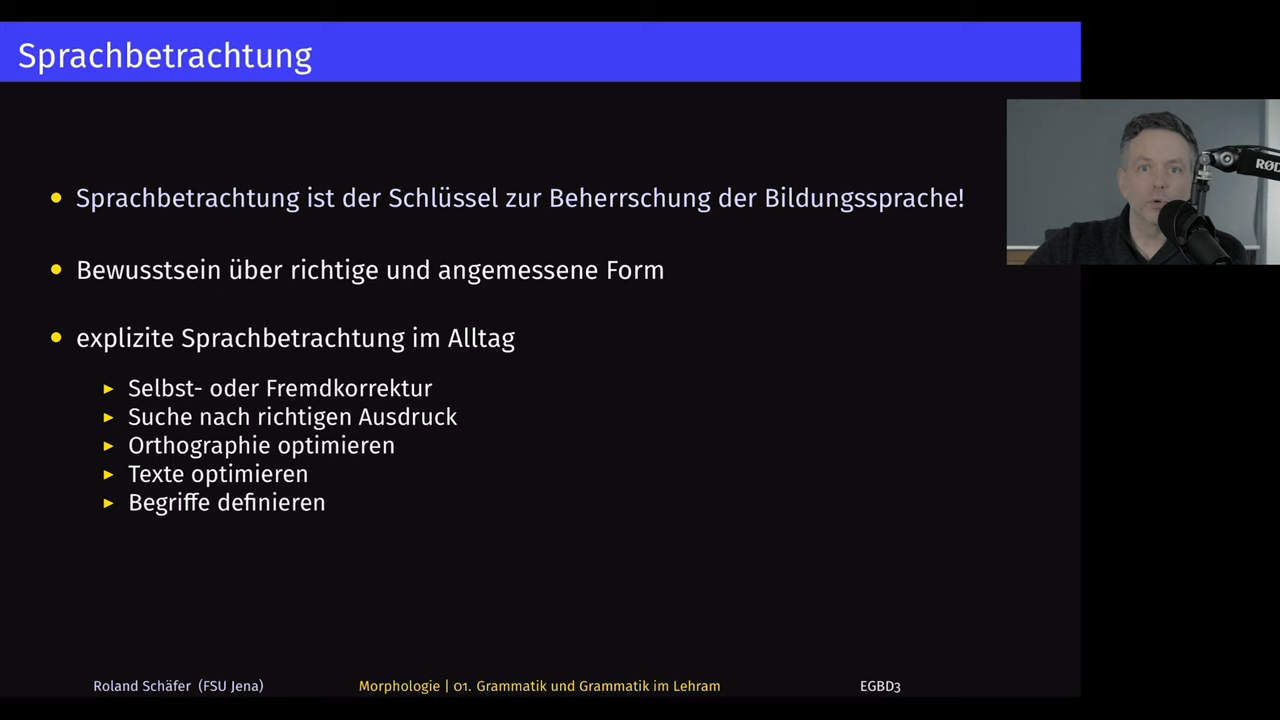 Sprachbetrachtung
Sprachbetrachtung ist der Schlüssel zur Beherrschung der Bildungssprache!
Bewusstsein über richtige und angemessene Form
explizite Sprachbetrachtung im Alltag
Selbst- oder Fremdkorrektur
Suche nach richtigen Ausdruck
Orthographie optimieren
Texte optimieren
Begriffe definieren
RØD
Roland Schäfer (FSU Jena) Morphologie | 01. Grammatik und Grammatik im Lehram EGBD3